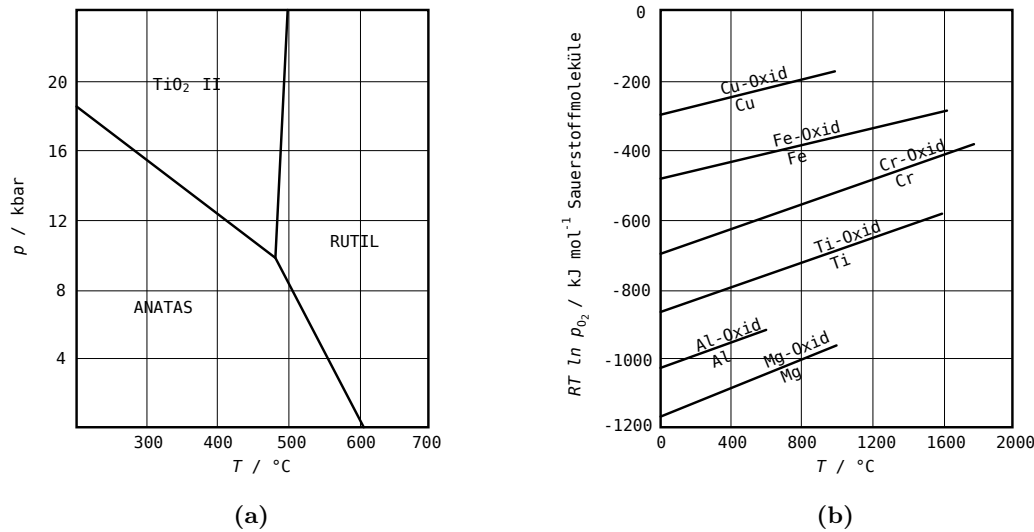 20
16
12
8
4
p / kbar
TiO₂ II
RUTIL
ANATAS
300 400 500 600 700
T / °C
(a)
0
-200
-400
-600
-800
-1000
-1200
RT ln p_O₂ / kJ mol⁻¹ Sauerstoffmoleküle
Cu-Oxid
Cu
Fe-Oxid
Fe
Cr-Oxid
Cr
Ti-Oxid
Ti
Al-Oxid
Al
Mg-Oxid
Mg
0 400 800 1200 1600 2000
T / °C
(b)